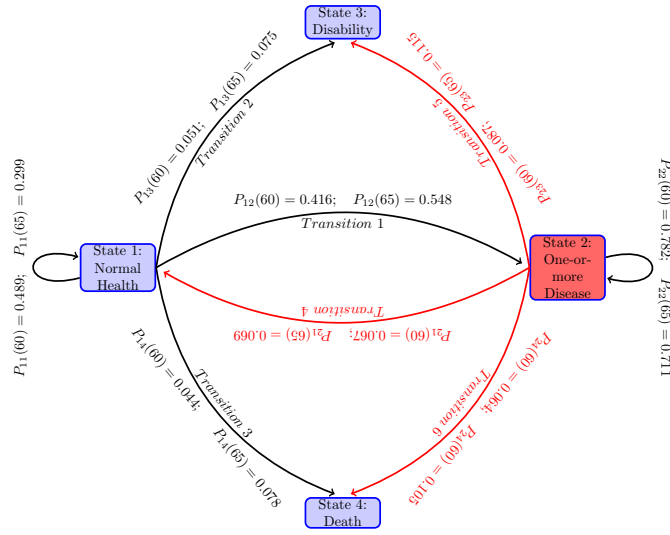 State 3:
Disability
P₁₃(60) = 0.051; P₁₃(65) = 0.075
Transition 2
P₂₃(60) = 0.087; P₂₃(65) = 0.115
Transition 5
P₁₂(60) = 0.416; P₁₂(65) = 0.548
Transition 1
P₁₁(60) = 0.489; P₁₁(65) = 0.299
State 1:
Normal
Health
State 2:
One-or-
more
Disease
P₂₂(60) = 0.782; P₂₂(65) = 0.711
Transition 4
P₂₁(60) = 0.067; P₂₁(65) = 0.069
P₁₄(60) = 0.044; P₁₄(65) = 0.078
Transition 3
P₂₄(60) = 0.064; P₂₄(65) = 0.105
Transition 6
State 4:
Death